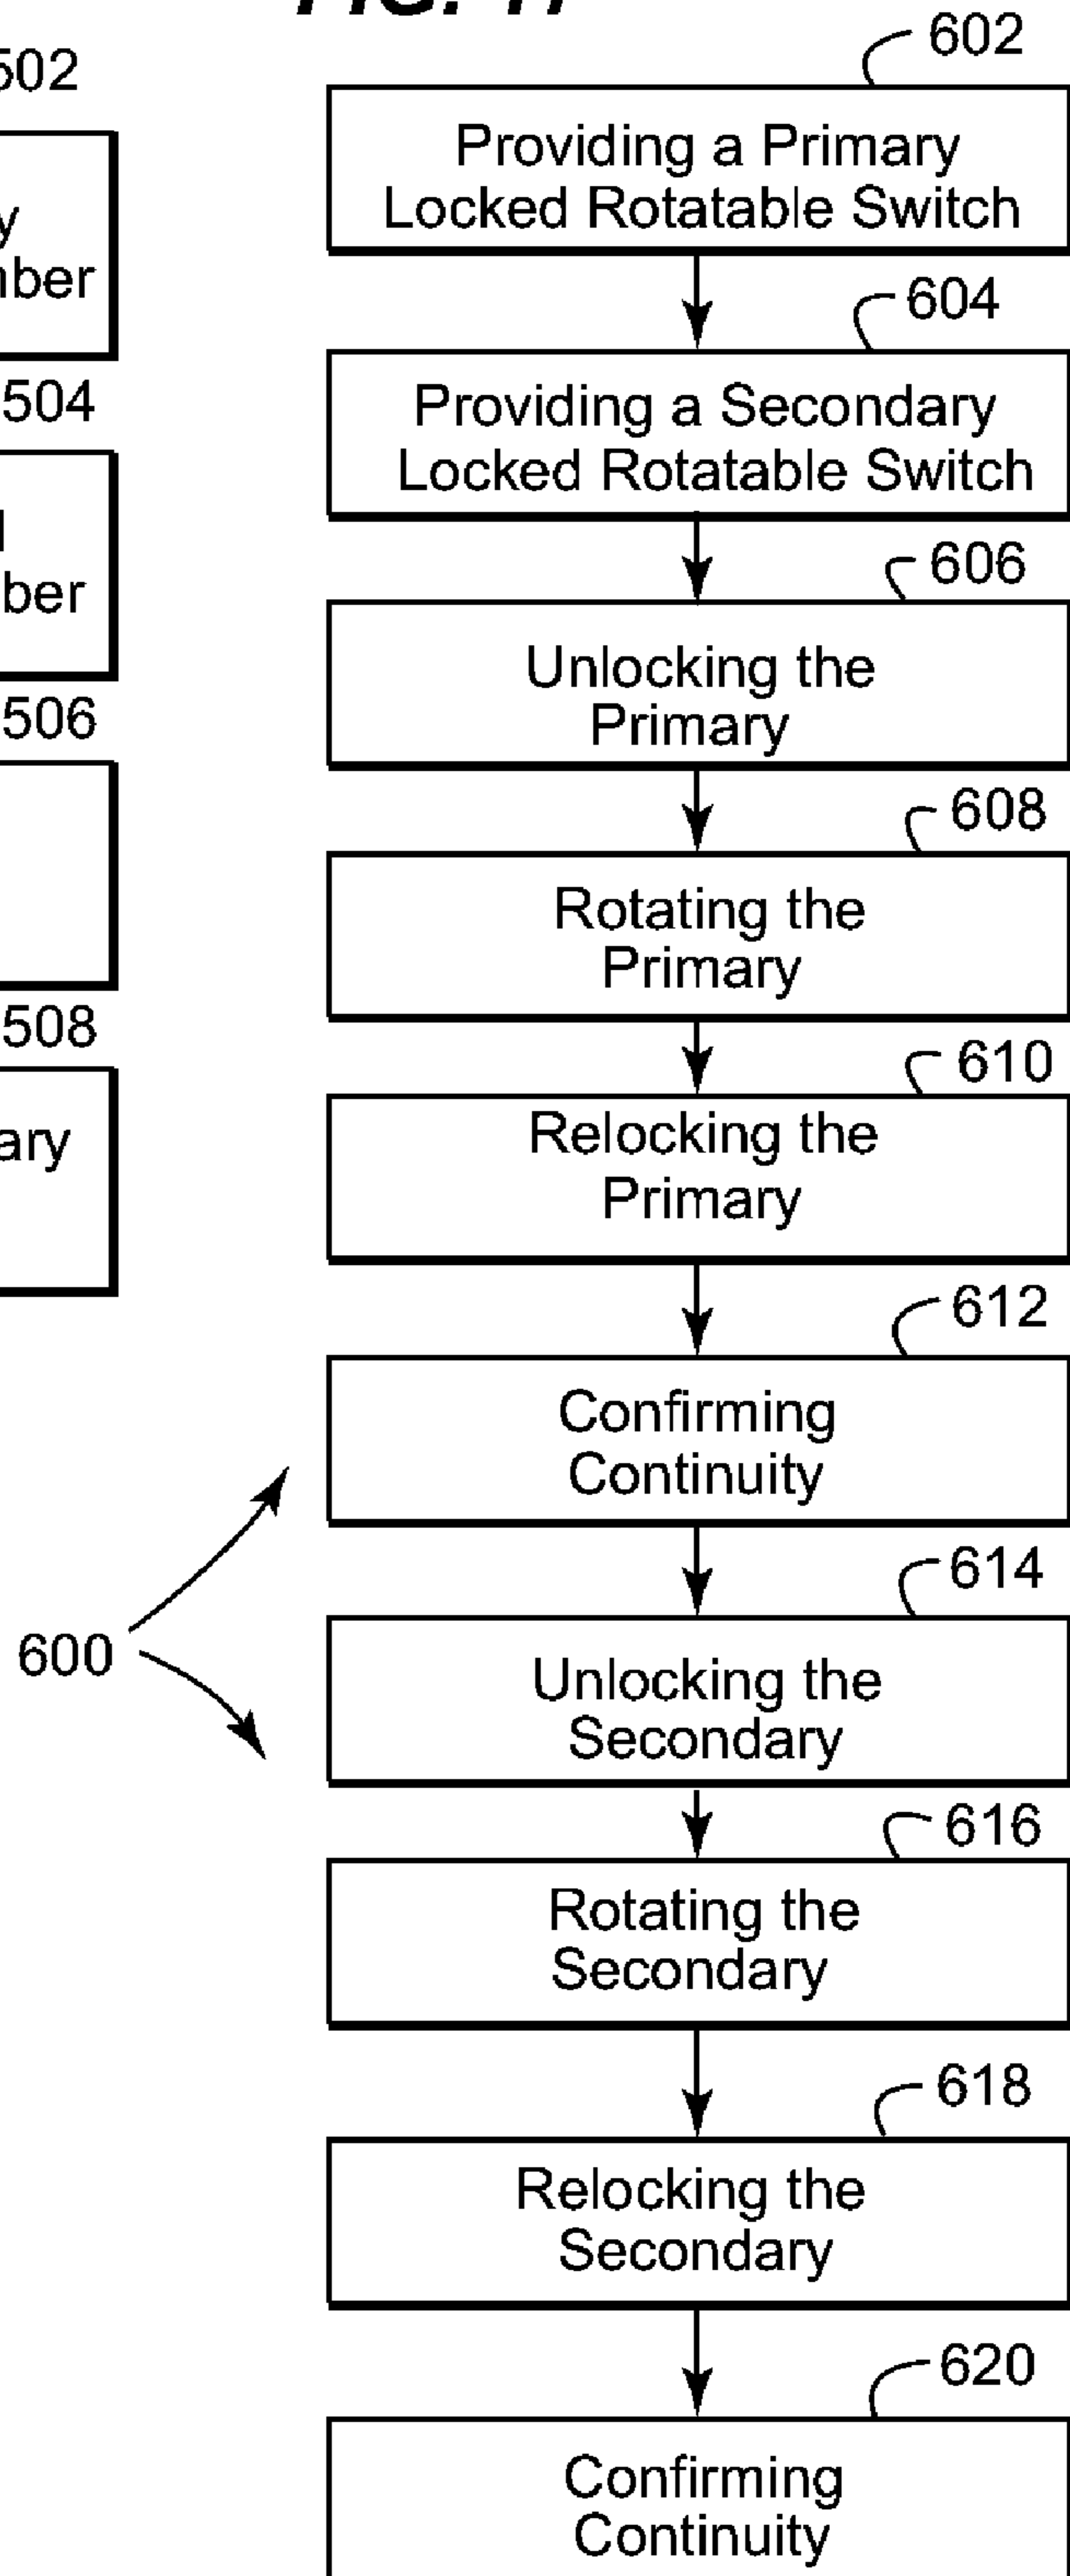 602
Providing a Primary
Locked Rotatable Switch
604
Providing a Secondary
Locked Rotatable Switch
606
Unlocking the
Primary
608
Rotating the
Primary
610
Relocking the
Primary
612
Confirming
Continuity
614
Unlocking the
Secondary
616
Rotating the
Secondary
618
Relocking the
Secondary
620
Confirming
Continuity
600
502
504
506
508